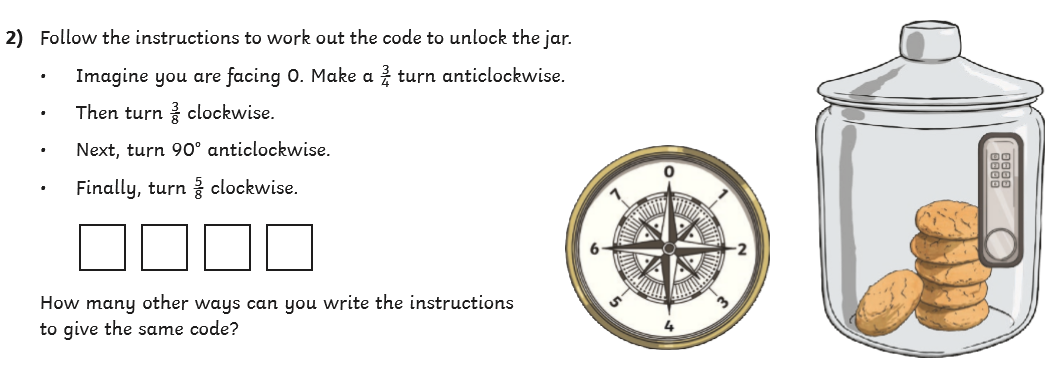 2) Follow the instructions to work out the code to unlock the jar.
• Imagine you are facing 0. Make a 3/4 turn anticlockwise.
• Then turn 3/8 clockwise.
• Next, turn 90° anticlockwise.
• Finally, turn 5/8 clockwise.
How many other ways can you write the instructions
to give the same code?
0
7 1
6 2
5 3
4